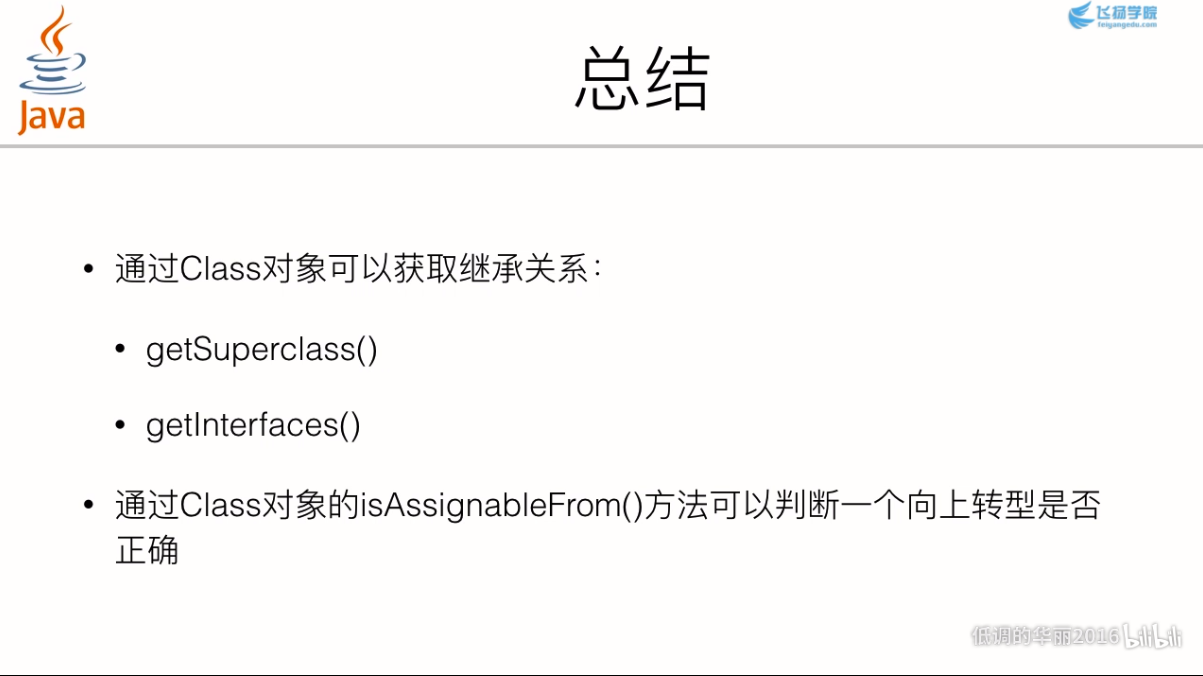 飞扬学院
feiyangedu.com
Java
总结
• 通过Class对象可以获取继承关系：
• getSuperclass()
• getInterfaces()
• 通过Class对象的isAssignableFrom()方法可以判断一个向上转型是否
正确
低调的华丽2016 bilibili